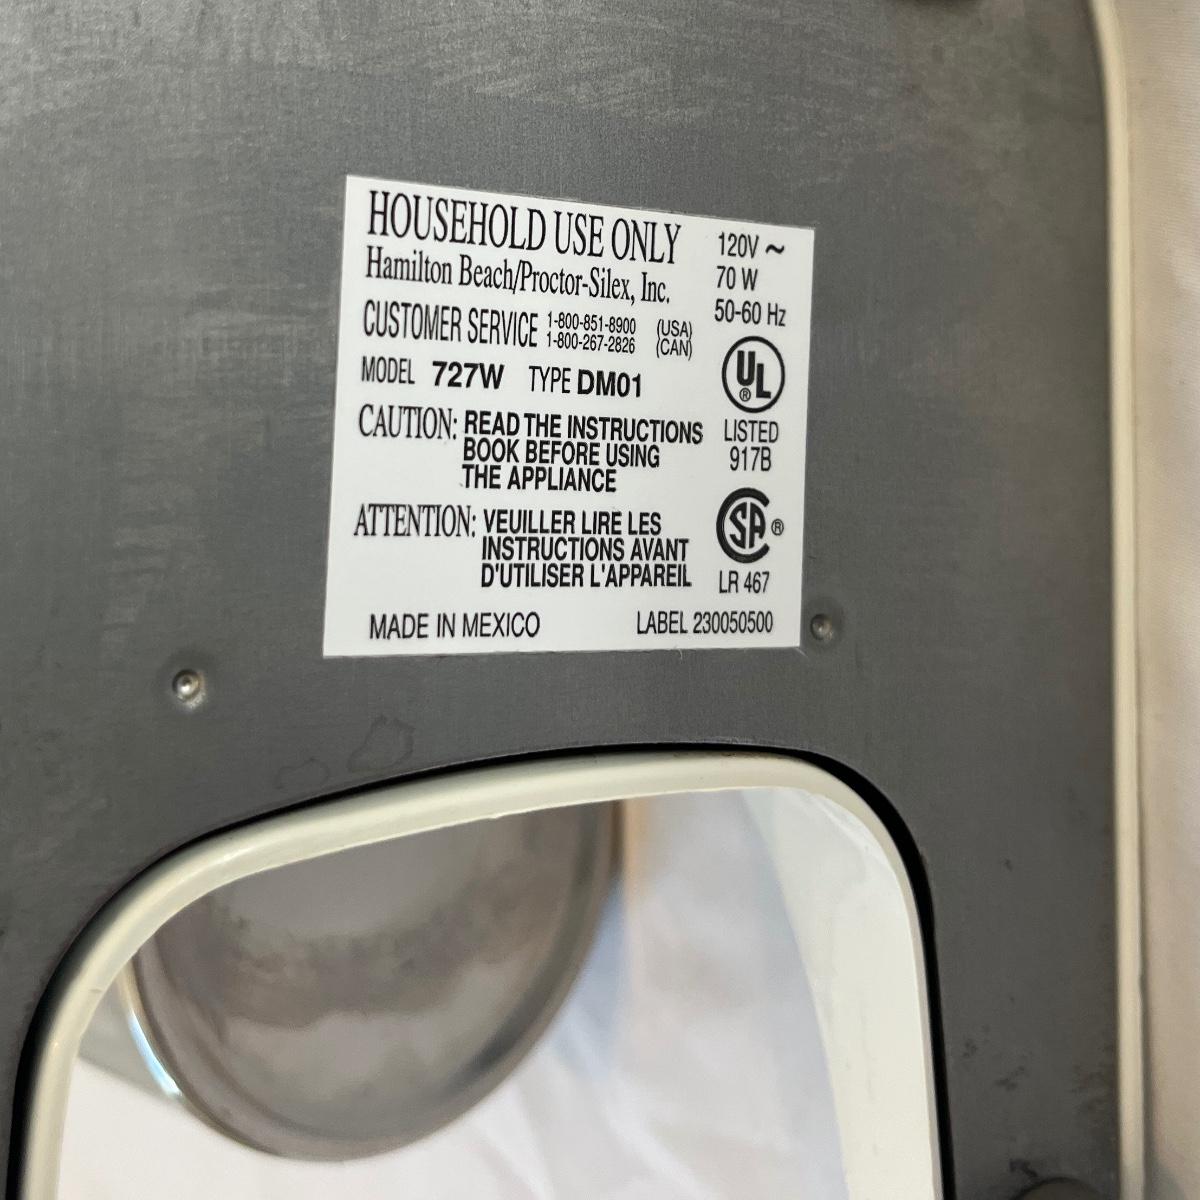 HOUSEHOLD USE ONLY
Hamilton Beach/Proctor-Silex, Inc.
CUSTOMER SERVICE 1-800-851-8900 (USA)
1-800-267-2826 (CAN)
MODEL 727W TYPE DM01
CAUTION: READ THE INSTRUCTIONS
BOOK BEFORE USING
THE APPLIANCE
ATTENTION: VEUILLER LIRE LES
INSTRUCTIONS AVANT
D'UTILISER L'APPAREIL
MADE IN MEXICO
120V ~
70 W
50-60 Hz
UL ®
LISTED
917B
SA ®
LR 467
LABEL 230050500